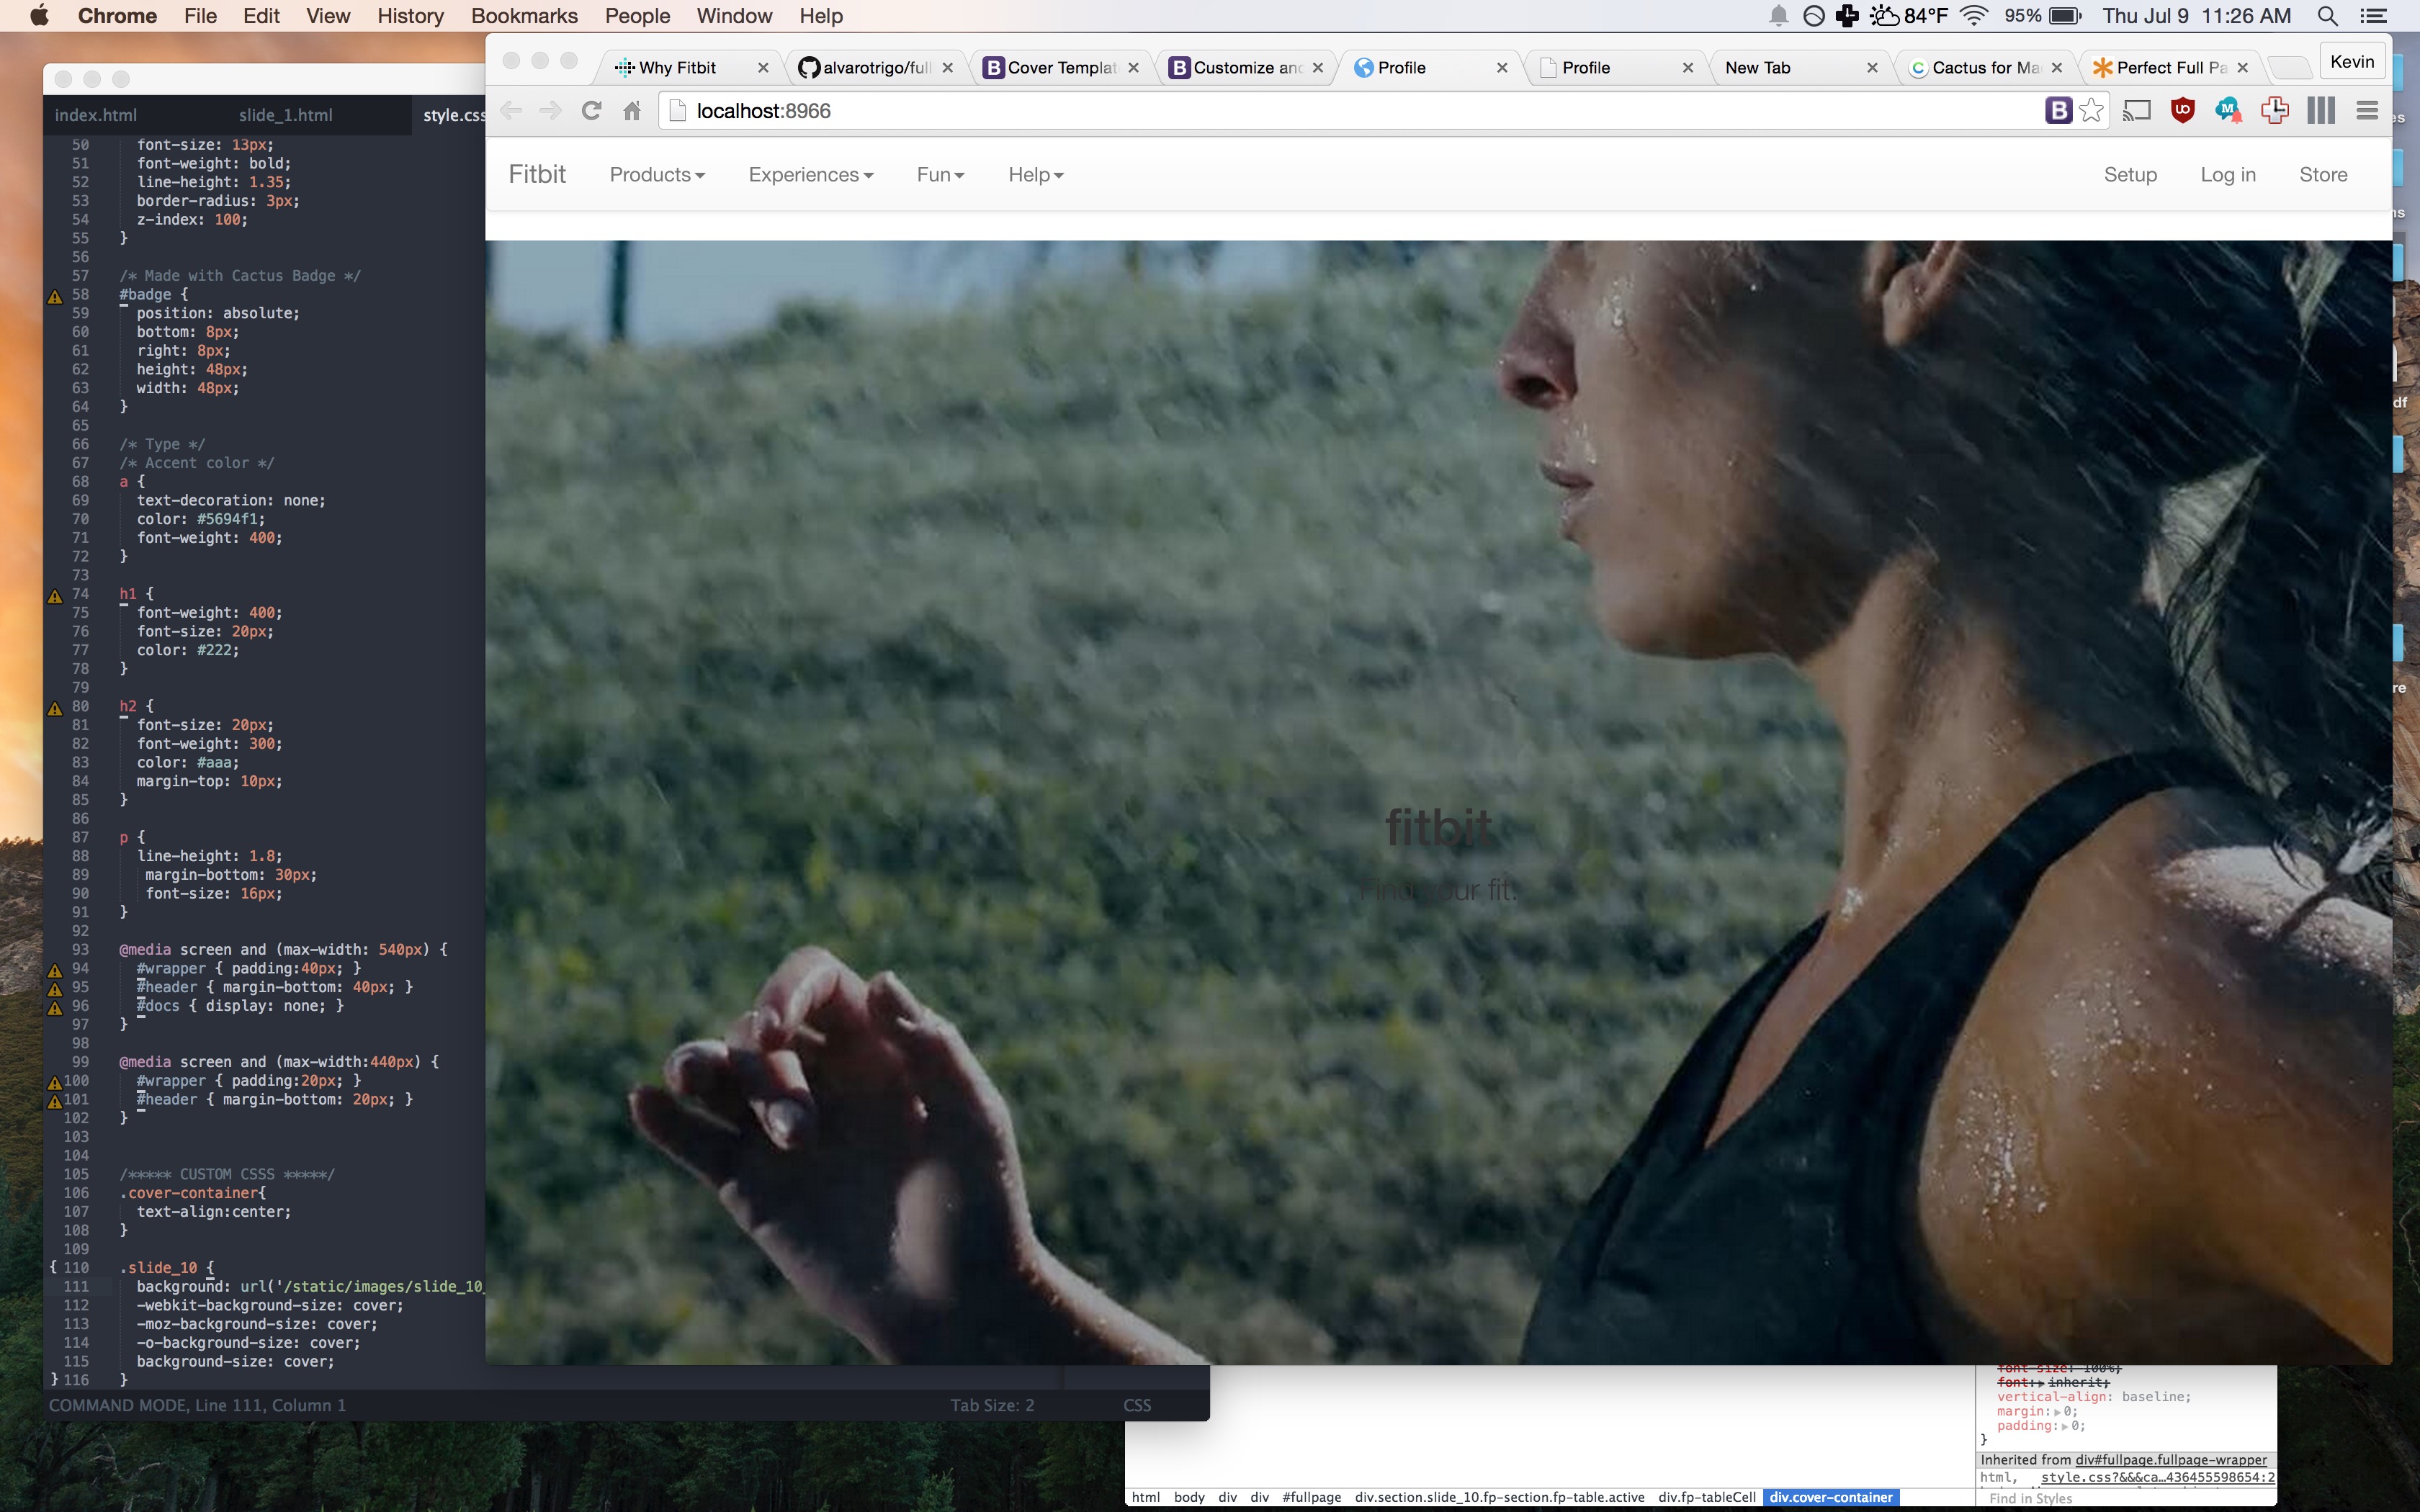 Chrome File Edit View History Bookmarks People Window Help
84°F 95% Thu Jul 9 11:26 AM
Why Fitbit
alvarotrigo/full
Cover Templat
Customize and
Profile
Profile
New Tab
Cactus for Ma
Perfect Full Pa
Kevin
localhost:8966
Fitbit Products Experiences Fun Help Setup Log in Store
fitbit
Find your fit.
index.html slide_1.html style.css
50 font-size: 13px;
51 font-weight: bold;
52 line-height: 1.35;
53 border-radius: 3px;
54 z-index: 100;
55 }
56
57 /* Made with Cactus Badge */
58 #badge {
59 position: absolute;
60 bottom: 8px;
61 right: 8px;
62 height: 48px;
63 width: 48px;
64 }
65
66 /* Type */
67 /* Accent color */
68 a {
69 text-decoration: none;
70 color: #5694f1;
71 font-weight: 400;
72 }
73
74 h1 {
75 font-weight: 400;
76 font-size: 20px;
77 color: #222;
78 }
79
80 h2 {
81 font-size: 20px;
82 font-weight: 300;
83 color: #aaa;
84 margin-top: 10px;
85 }
86
87 p {
88 line-height: 1.8;
89 margin-bottom: 30px;
90 font-size: 16px;
91 }
92
93 @media screen and (max-width: 540px) {
94 #wrapper { padding:40px; }
95 #header { margin-bottom: 40px; }
96 #docs { display: none; }
97 }
98
99 @media screen and (max-width:440px) {
100 #wrapper { padding:20px; }
101 #header { margin-bottom: 20px; }
102 }
103
104
105 /***** CUSTOM CSSS *****/
106 .cover-container{
107 text-align:center;
108 }
109
{ 110 .slide_10 {
111 background: url('/static/images/slide_10_
112 -webkit-background-size: cover;
113 -moz-background-size: cover;
114 -o-background-size: cover;
115 background-size: cover;
} 116 }
COMMAND MODE, Line 111, Column 1 Tab Size: 2 CSS
font-size: 100%;
font: inherit;
vertical-align: baseline;
margin: 0;
padding: 0;
}
Inherited from div#fullpage.fullpage-wrapper
html, style.css?&&&ca…436455598654:2
html body div div #fullpage div.section.slide_10.fp-section.fp-table.active div.fp-tableCell div.cover-container
Find in Styles
es
ns
df
re